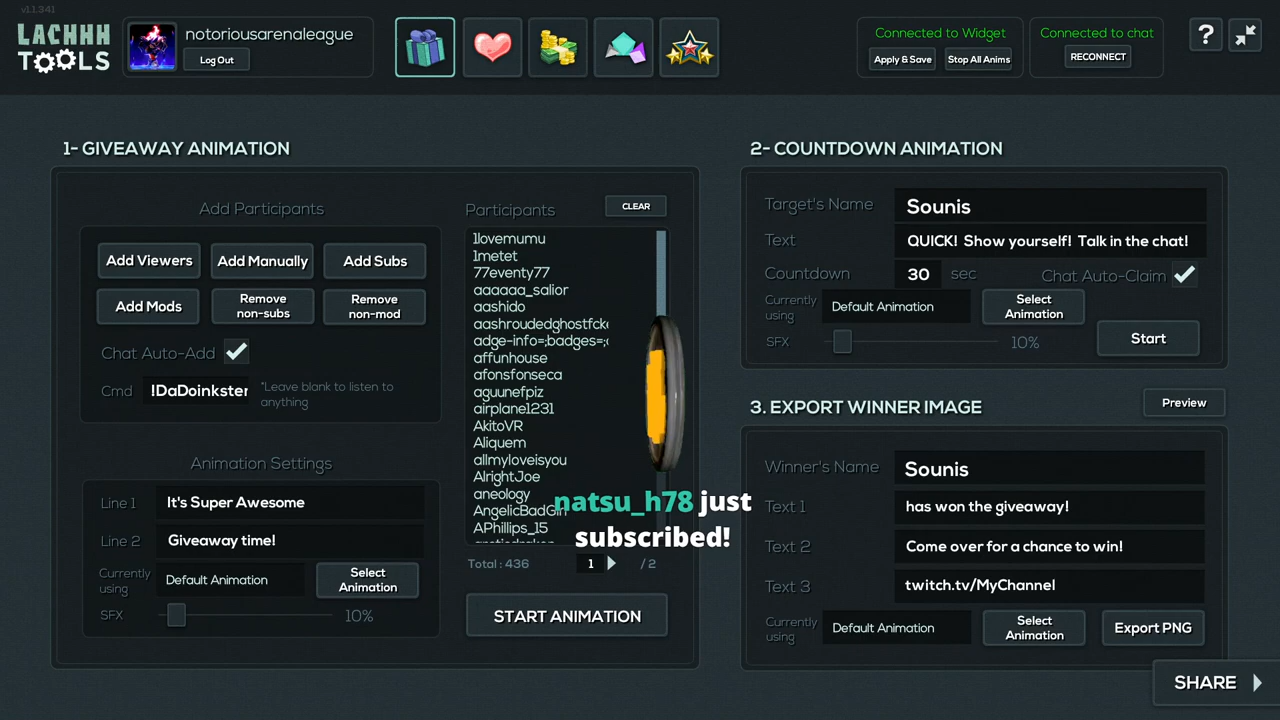 v1.1.341
LACHHH
TOOLS
notoriousarenaleague
Log Out
Connected to Widget
Apply & Save
Stop All Anims
Connected to chat
RECONNECT
?
1- GIVEAWAY ANIMATION
Add Participants
Add Viewers
Add Manually
Add Subs
Add Mods
Remove
non-subs
Remove
non-mod
Chat Auto-Add
Cmd
!DaDoinkster
*Leave blank to listen to
anything
Animation Settings
Line 1
It's Super Awesome
Line 2
Giveaway time!
Currently
using
Default Animation
Select
Animation
SFX
10%
Participants
CLEAR
1lovemumu
1metet
77eventy77
aaaaaa_salior
aashido
aashroudedghostfck
adge-info=;badges=;
affunhouse
afonsfonseca
aguunefpiz
airplane1231
AkitoVR
Aliquem
allmyloveisyou
AlrightJoe
aneology
AngelicBadGirl
APhillips_15
natsu_h78 just
subscribed!
Total : 436
1
/ 2
START ANIMATION
2- COUNTDOWN ANIMATION
Target's Name
Sounis
Text
QUICK! Show yourself! Talk in the chat!
Countdown
30
sec
Chat Auto-Claim
Currently
using
Default Animation
Select
Animation
SFX
10%
Start
3. EXPORT WINNER IMAGE
Preview
Winner's Name
Sounis
Text 1
has won the giveaway!
Text 2
Come over for a chance to win!
Text 3
twitch.tv/MyChannel
Currently
using
Default Animation
Select
Animation
Export PNG
SHARE